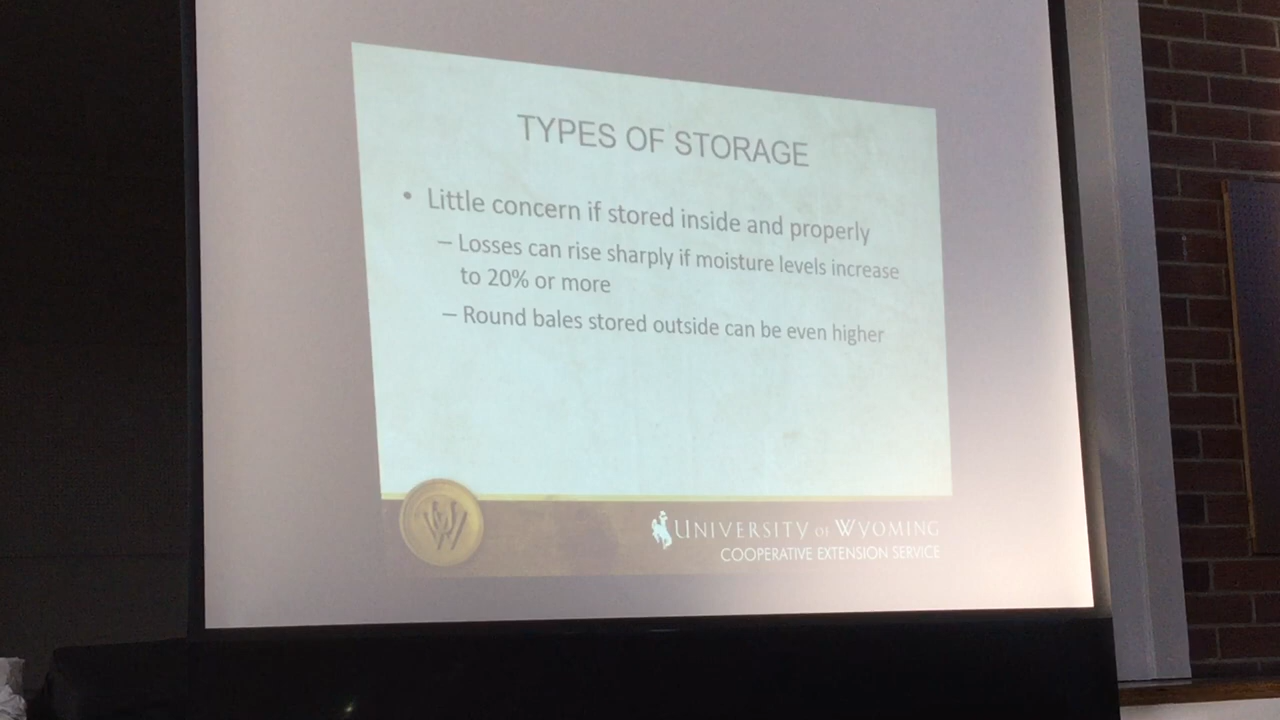 TYPES OF STORAGE
• Little concern if stored inside and properly
– Losses can rise sharply if moisture levels increase
to 20% or more
– Round bales stored outside can be even higher
UW
UNIVERSITY OF WYOMING
COOPERATIVE EXTENSION SERVICE